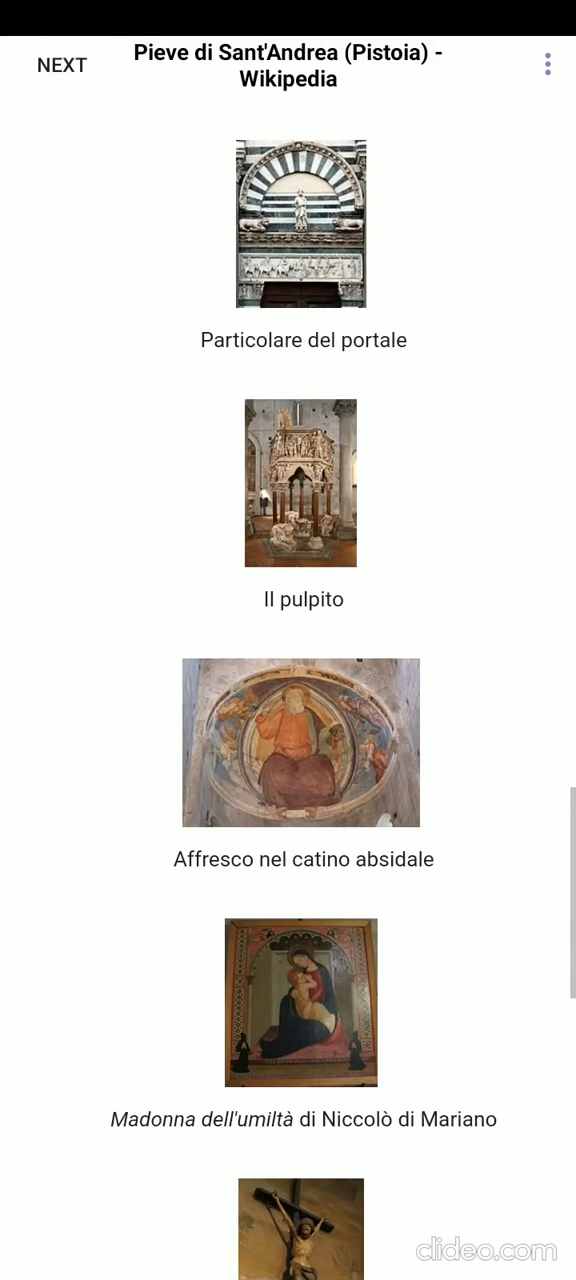 NEXT
Pieve di Sant'Andrea (Pistoia) -
Wikipedia
Particolare del portale
Il pulpito
Affresco nel catino absidale
Madonna dell'umiltà di Niccolò di Mariano
clideo.com